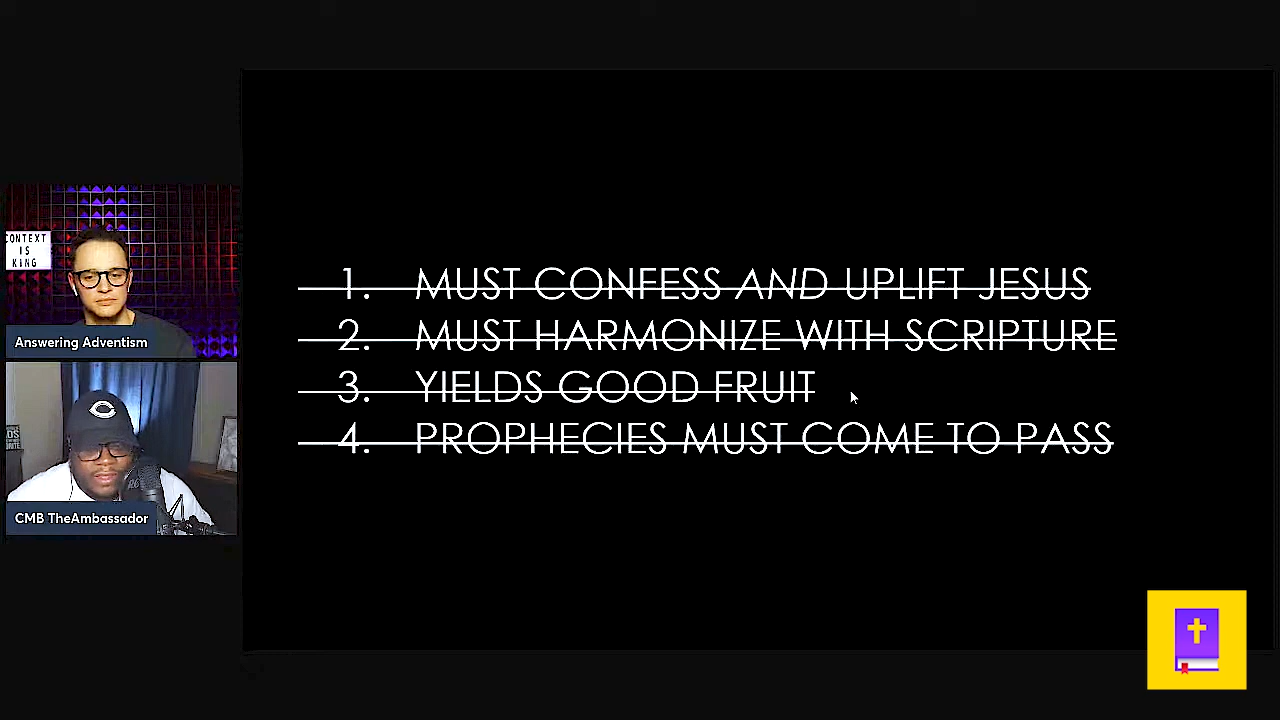 CONTEXT
IS
KING
Answering Adventism
CMB TheAmbassador
1. MUST CONFESS AND UPLIFT JESUS
2. MUST HARMONIZE WITH SCRIPTURE
3. YIELDS GOOD FRUIT
4. PROPHECIES MUST COME TO PASS